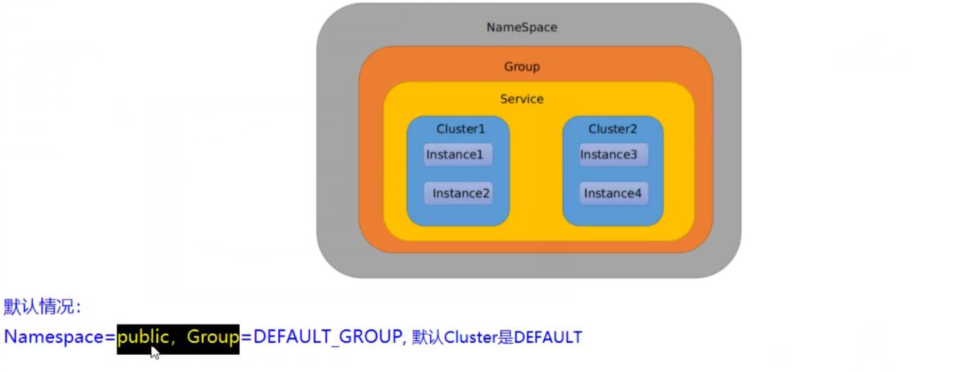 NameSpace
Group
Service
Cluster1
Instance1
Instance2
Cluster2
Instance3
Instance4
默认情况：
Namespace=public，Group=DEFAULT_GROUP, 默认Cluster是DEFAULT